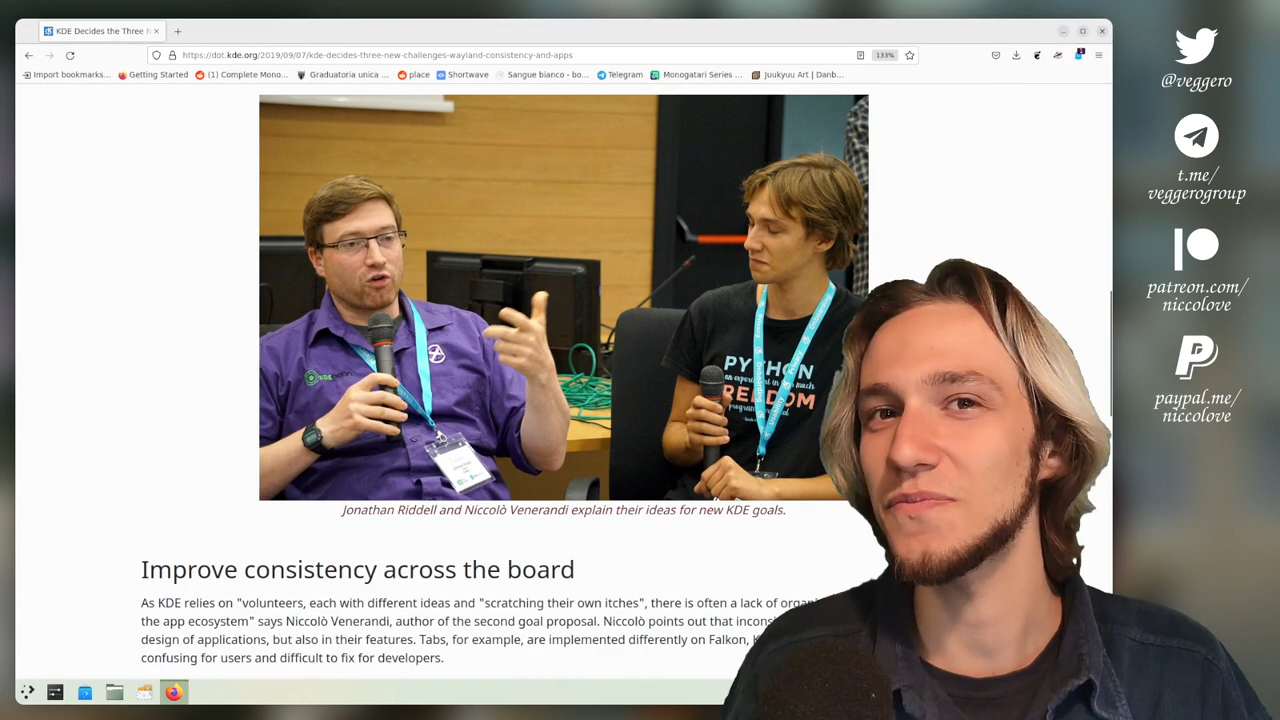 KDE Decides the Three N
https://dot.kde.org/2019/09/07/kde-decides-three-new-challenges-wayland-consistency-and-apps
133%
Import bookmarks...
Getting Started
(1) Complete Mono...
Graduatoria unica ...
place
Shortwave
Sangue bianco - bo...
Telegram
Monogatari Series ...
Juukyuu Art | Danb...
KDE
PYTHON
programming
Onboarding
Privacy
Onboarding
Usability
Jonathan Riddell and Niccolò Venerandi explain their ideas for new KDE goals.
Improve consistency across the board
As KDE relies on "volunteers, each with different ideas and "scratching their own itches", there is often a lack of
the app ecosystem" says Niccolò Venerandi, author of the second goal proposal. Niccolò points out that
design of applications, but also in their features. Tabs, for example, are implemented differently on Falkon,
confusing for users and difficult to fix for developers.
@veggero
t.me/
veggerogroup
patreon.com/
niccolove
paypal.me/
niccolove